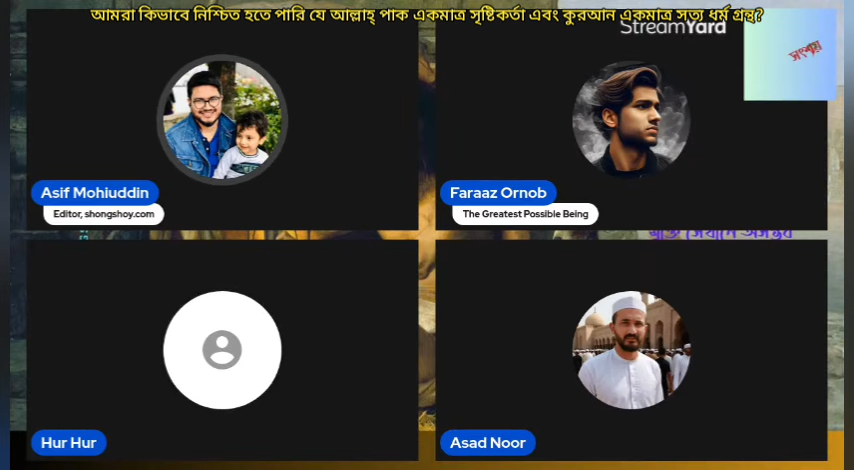 আমরা কিভাবে নিশ্চিত হতে পারি যে আল্লাহ্ পাক একমাত্র সৃষ্টিকর্তা এবং কুরআন একমাত্র সত্য ধর্ম গ্রন্থ?
StreamYard
সংশয়
Asif Mohiuddin
Editor, shongshoy.com
Faraaz Ornob
The Greatest Possible Being
Hur Hur
Asad Noor